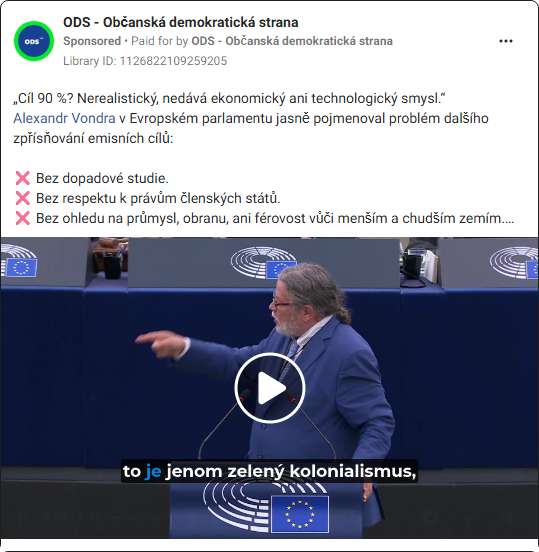 ODS - Občanská demokratická strana
Sponsored • Paid for by ODS - Občanská demokratická strana
Library ID: 1126822109259205
ODS
„Cíl 90 %? Nerealistický, nedává ekonomický ani technologický smysl.“
Alexandr Vondra v Evropském parlamentu jasně pojmenoval problém dalšího
zpřísňování emisních cílů:
❌ Bez dopadové studie.
❌ Bez respektu k právům členských států.
❌ Bez ohledu na průmysl, obranu, ani férovost vůči menším a chudším zemím....
to je jenom zelený kolonialismus,